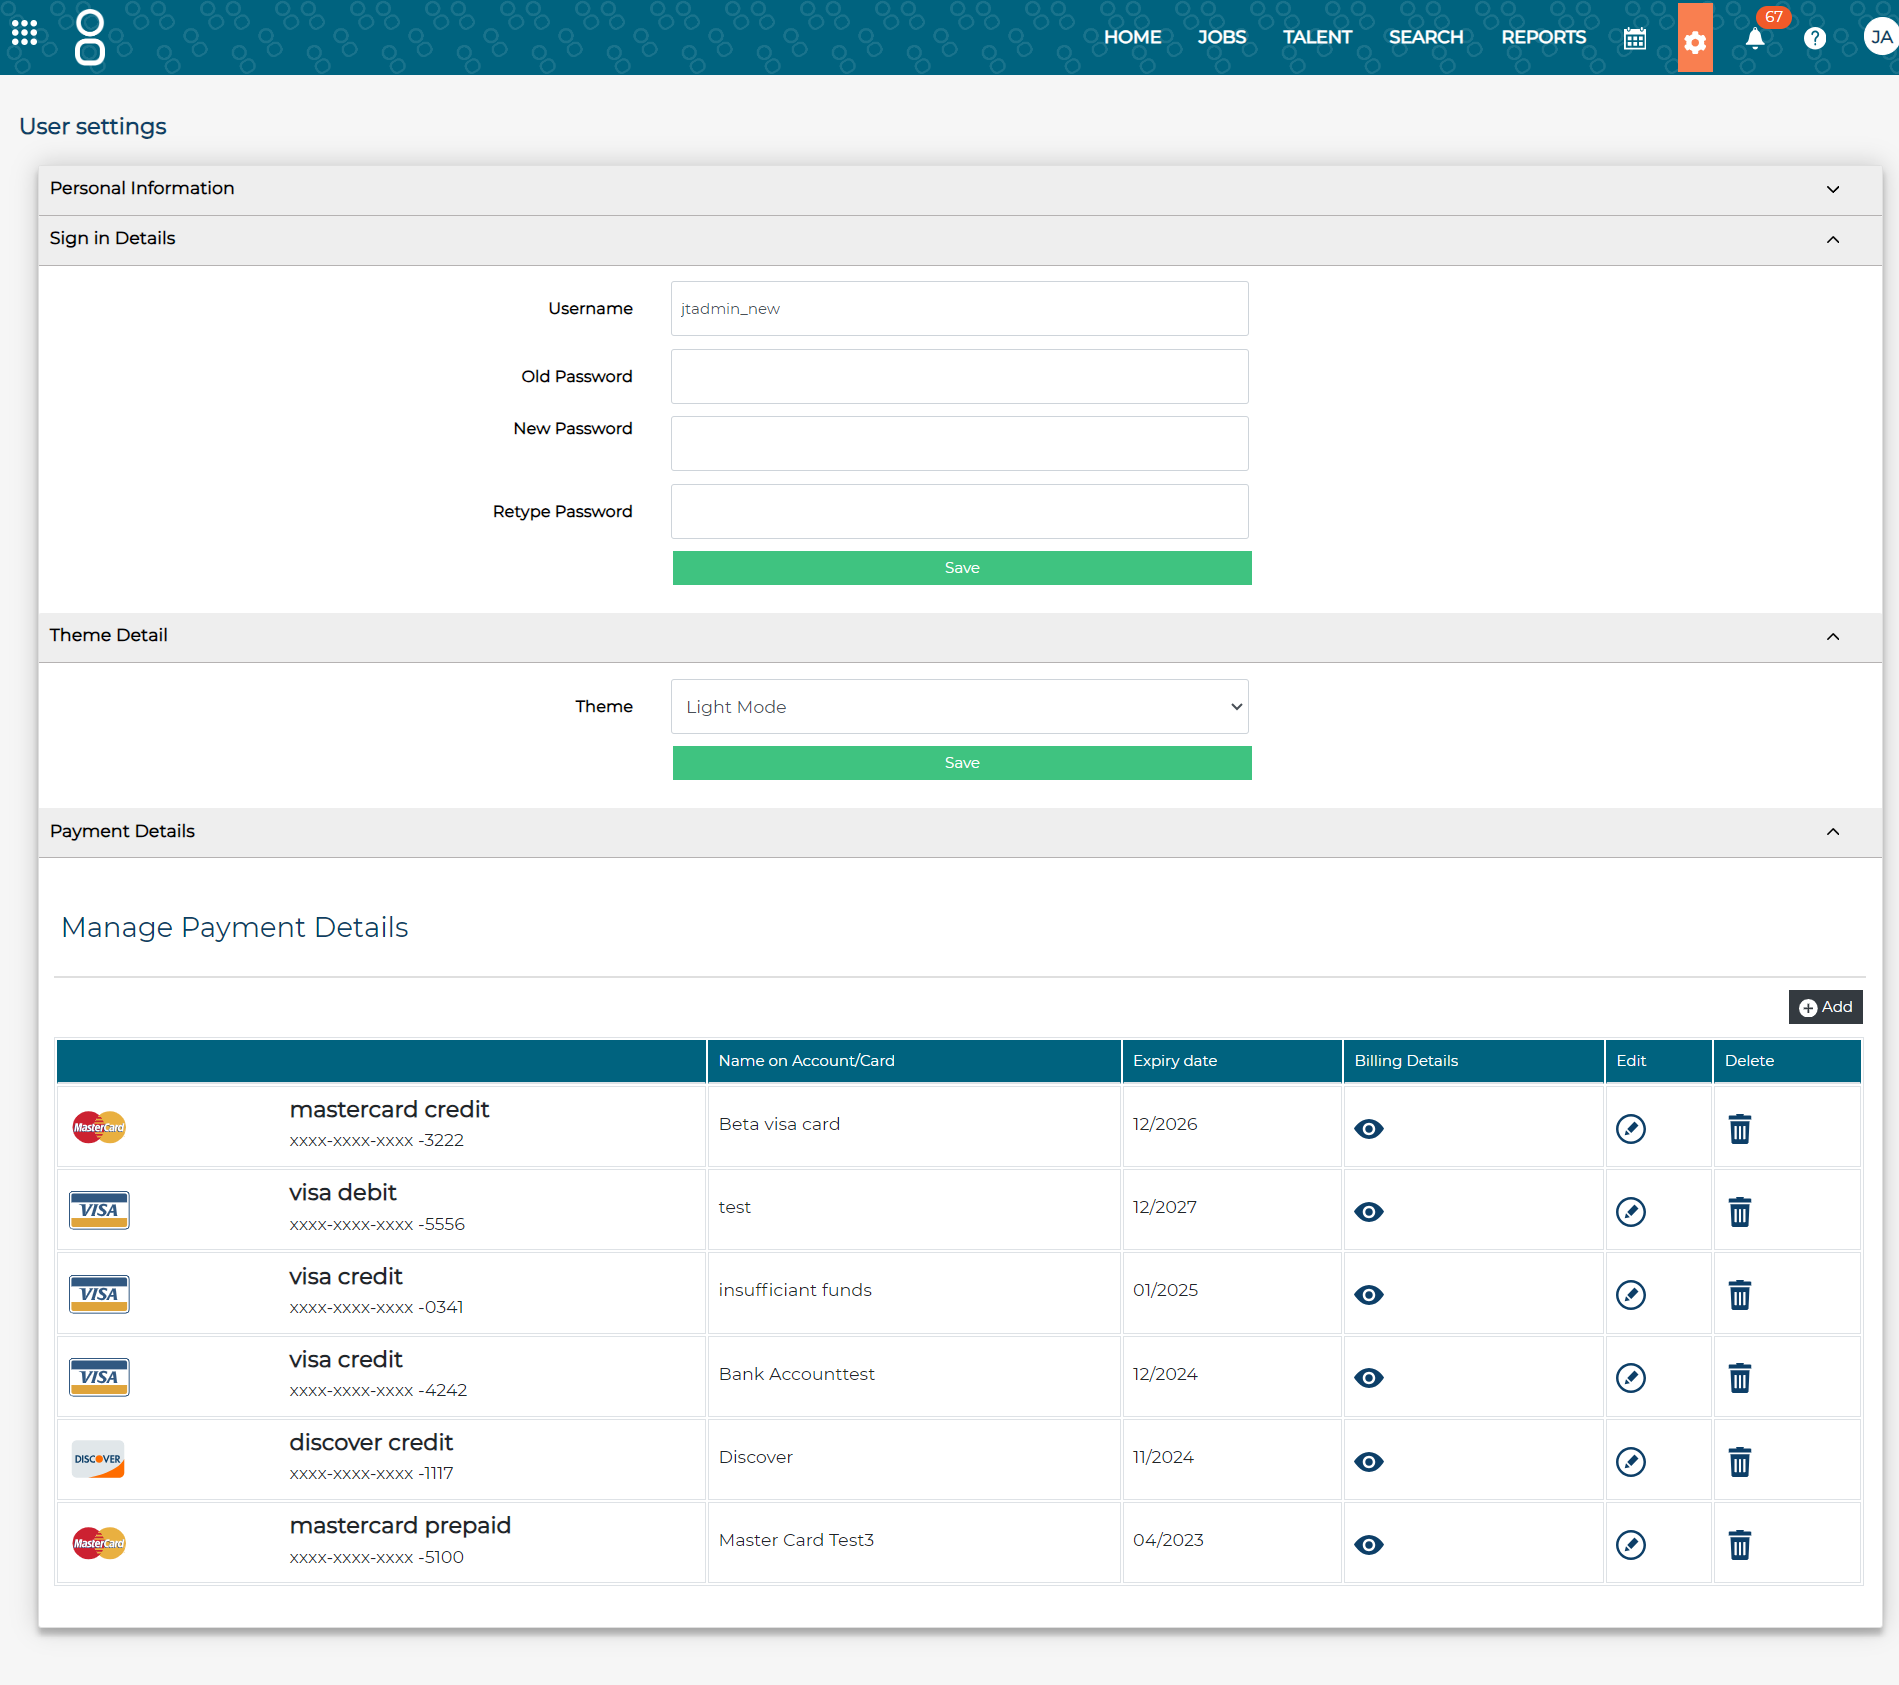 HOME JOBS TALENT SEARCH REPORTS 67 ? JA
User settings
Personal Information
Sign in Details
Username jtadmin_new
Old Password
New Password
Retype Password
Save
Theme Detail
Theme Light Mode
Save
Payment Details
Manage Payment Details
Add
Name on Account/Card Expiry date Billing Details Edit Delete
MasterCard mastercard credit Beta visa card 12/2026
xxxx-xxxx-xxxx -3222
VISA visa debit test 12/2027
xxxx-xxxx-xxxx -5556
VISA visa credit insufficiant funds 01/2025
xxxx-xxxx-xxxx -0341
VISA visa credit Bank Accounttest 12/2024
xxxx-xxxx-xxxx -4242
DISCOVER discover credit Discover 11/2024
xxxx-xxxx-xxxx -1117
MasterCard mastercard prepaid Master Card Test3 04/2023
xxxx-xxxx-xxxx -5100